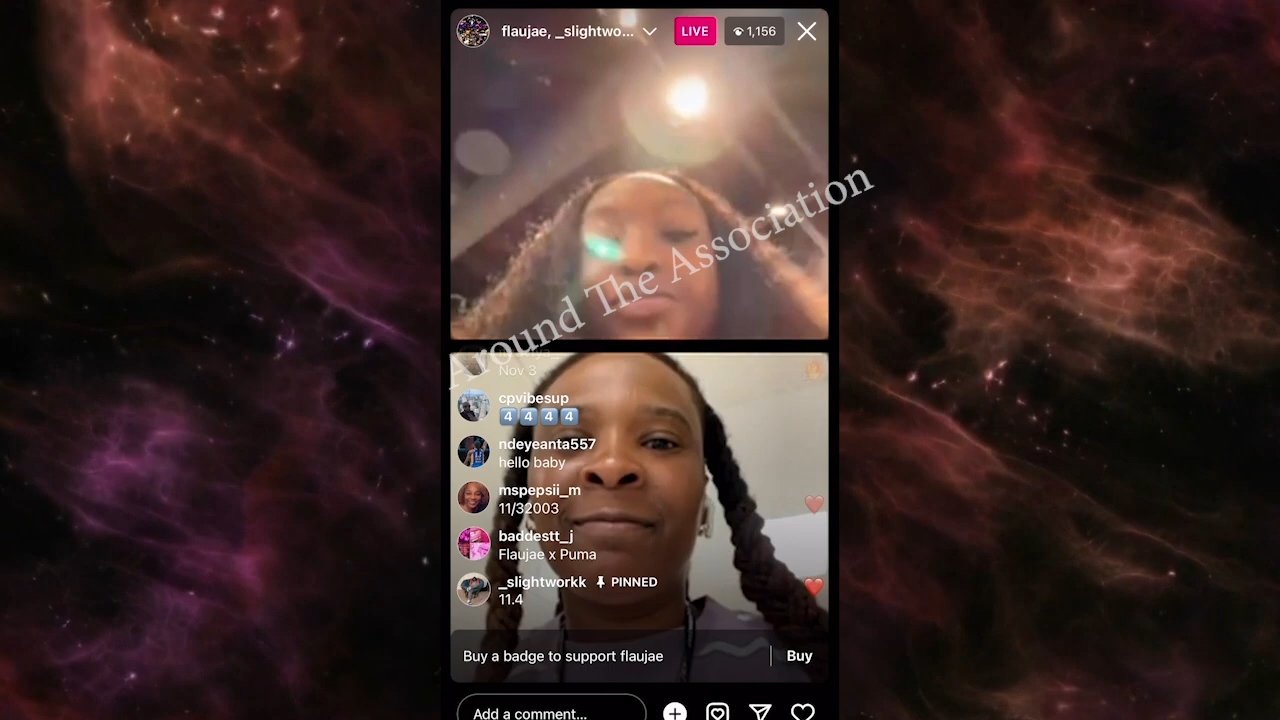 flaujae, _slightwo...
LIVE
1,156
Around The Association
Nov 3
cpvibesup
4 4 4 4
ndeyeanta557
hello baby
mspepsii_m
11/32003
baddestt_j
Flaujae x Puma
_slightworkk PINNED
11.4
Buy a badge to support flaujae
Buy
Add a comment...